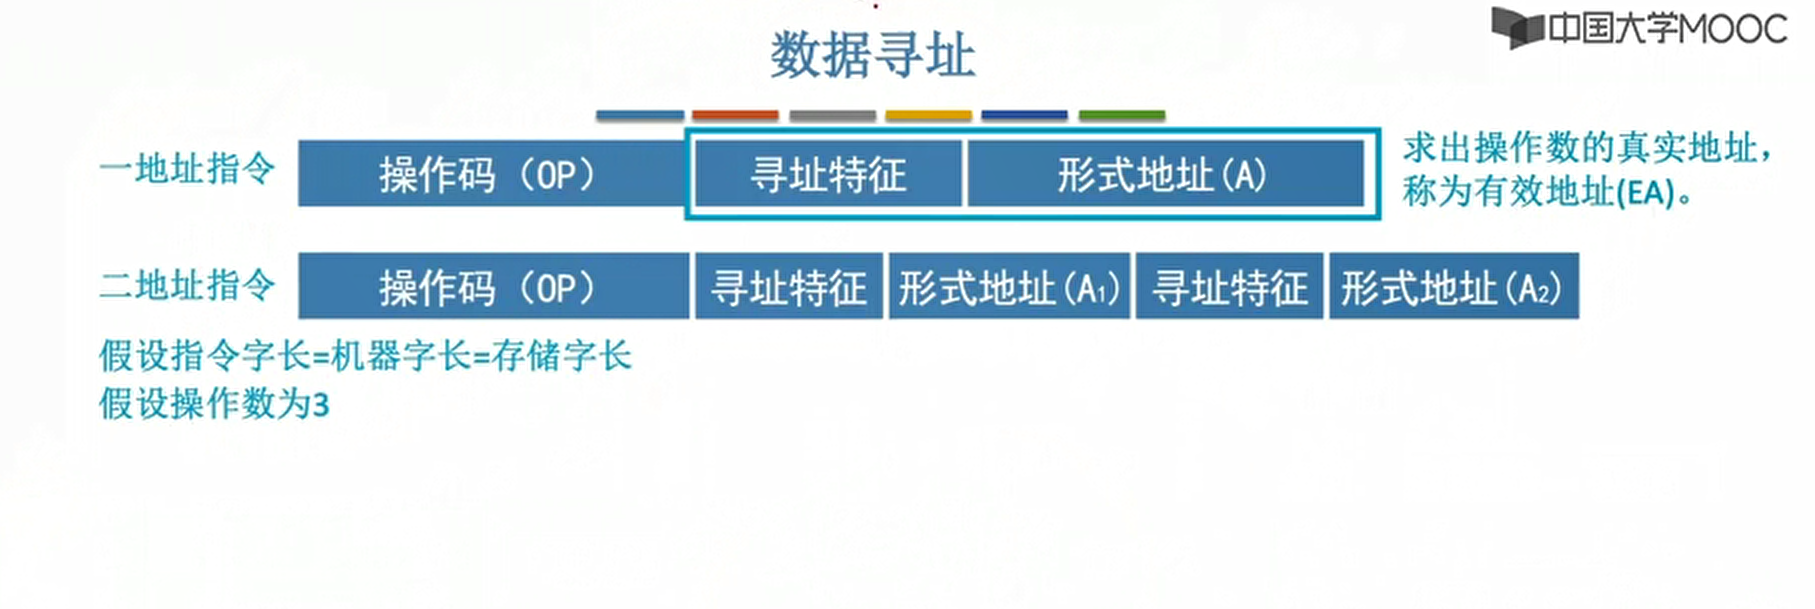 中国大学MOOC
数据寻址
一地址指令 操作码（OP） 寻址特征 形式地址(A) 求出操作数的真实地址，
称为有效地址(EA)。
二地址指令 操作码（OP） 寻址特征 形式地址(A₁) 寻址特征 形式地址(A₂)
假设指令字长=机器字长=存储字长
假设操作数为3